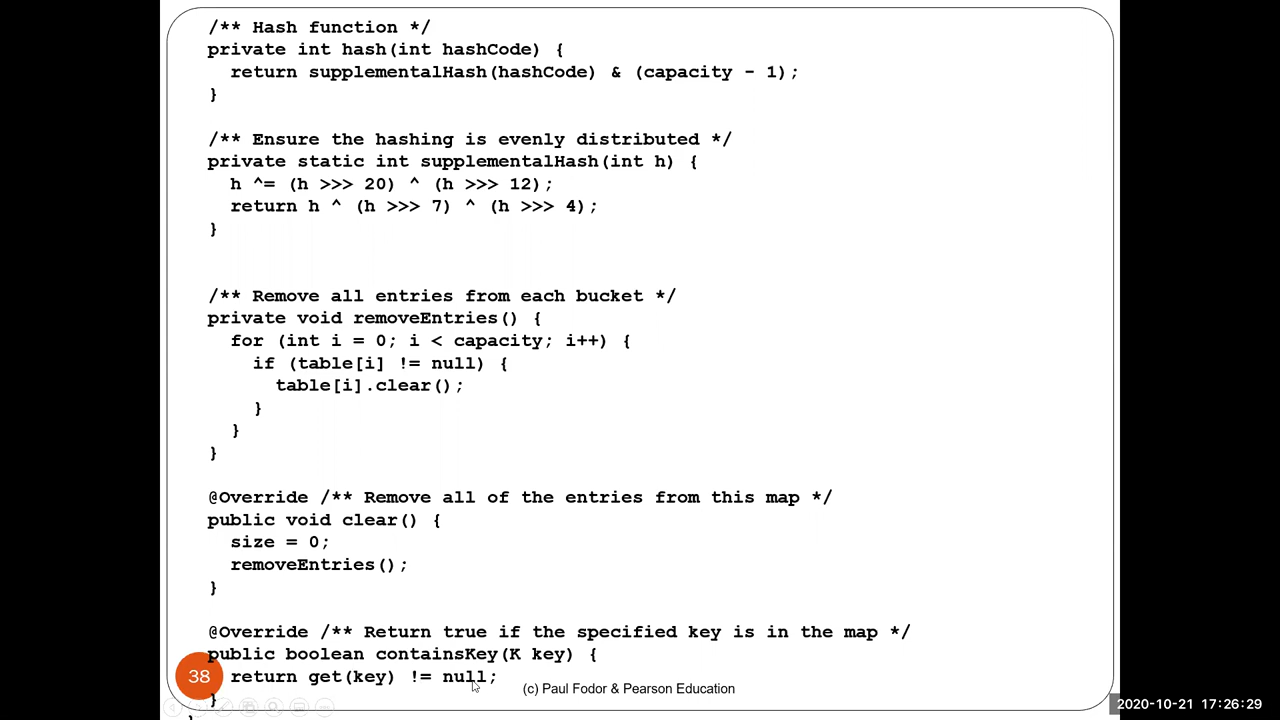 /** Hash function */
private int hash(int hashCode) {
  return supplementalHash(hashCode) & (capacity - 1);
}

/** Ensure the hashing is evenly distributed */
private static int supplementalHash(int h) {
  h ^= (h >>> 20) ^ (h >>> 12);
  return h ^ (h >>> 7) ^ (h >>> 4);
}

/** Remove all entries from each bucket */
private void removeEntries() {
  for (int i = 0; i < capacity; i++) {
    if (table[i] != null) {
      table[i].clear();
    }
  }
}

@Override /** Remove all of the entries from this map */
public void clear() {
  size = 0;
  removeEntries();
}

@Override /** Return true if the specified key is in the map */
public boolean containsKey(K key) {
  return get(key) != null;
}
38
(c) Paul Fodor & Pearson Education
2020-10-21 17:26:29